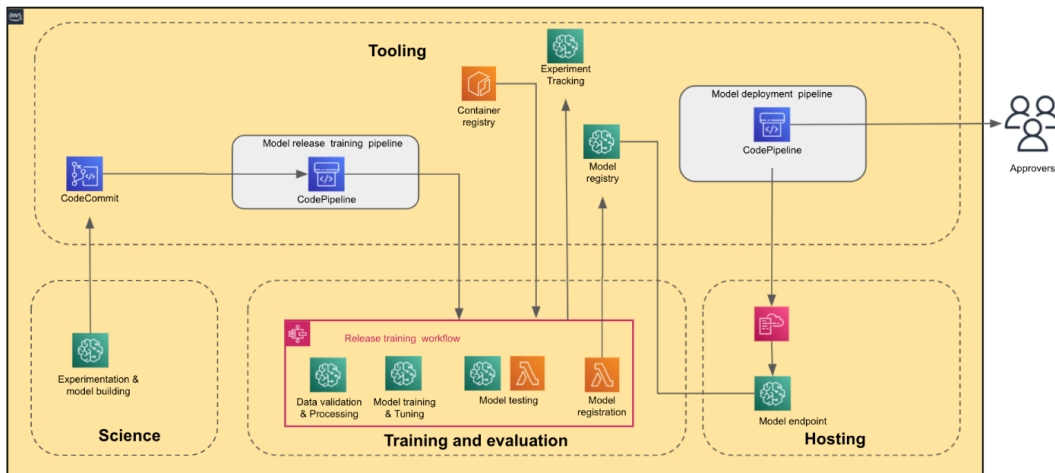 aws
Tooling
Experiment
Tracking
Container
registry
Model deployment pipeline
CodePipeline
Approvers
Model release training pipeline
CodePipeline
CodeCommit
Model
registry
Release training workflow
Data validation
& Processing
Model training
& Tuning
Model testing
Model
registration
Experimentation &
model building
Model endpoint
Science
Training and evaluation
Hosting